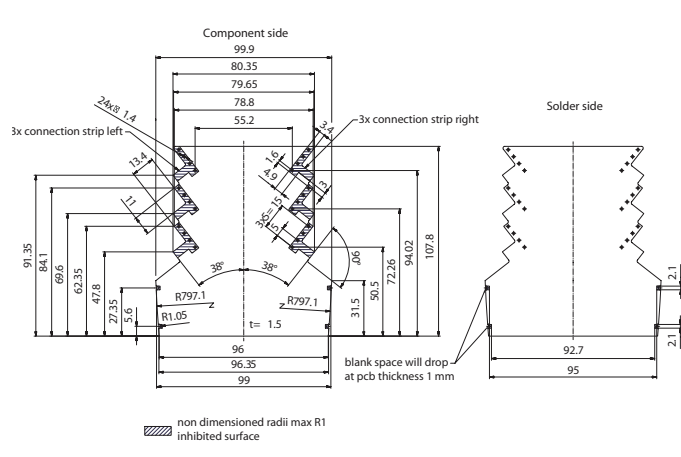 Component side
99.9
80.35
79.65
78.8
55.2
24x⌀ 1.4
3x connection strip left
3.4
3x connection strip right
Solder side
13.4
11
1.6
4.9
3
3x5= 15
5
91.35
84.1
69.6
62.35
47.8
27.35
5.6
38°
38°
90°
R797.1
R797.1
z
z
R1.05
t= 1.5
31.5
50.5
72.26
94.02
107.8
2.1
2.1
96
96.35
99
blank space will drop
at pcb thickness 1 mm
92.7
95
non dimensioned radii max R1
inhibited surface